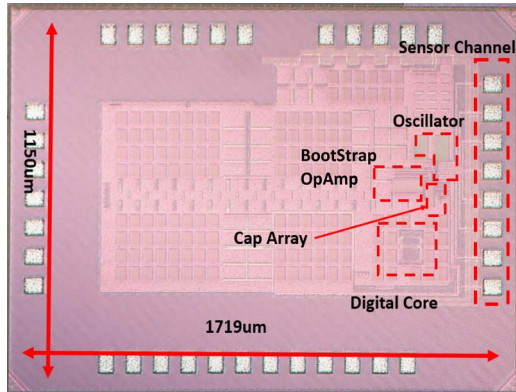 Sensor Channel
Oscillator
BootStrap
OpAmp
1150um
Cap Array
Digital Core
1719um